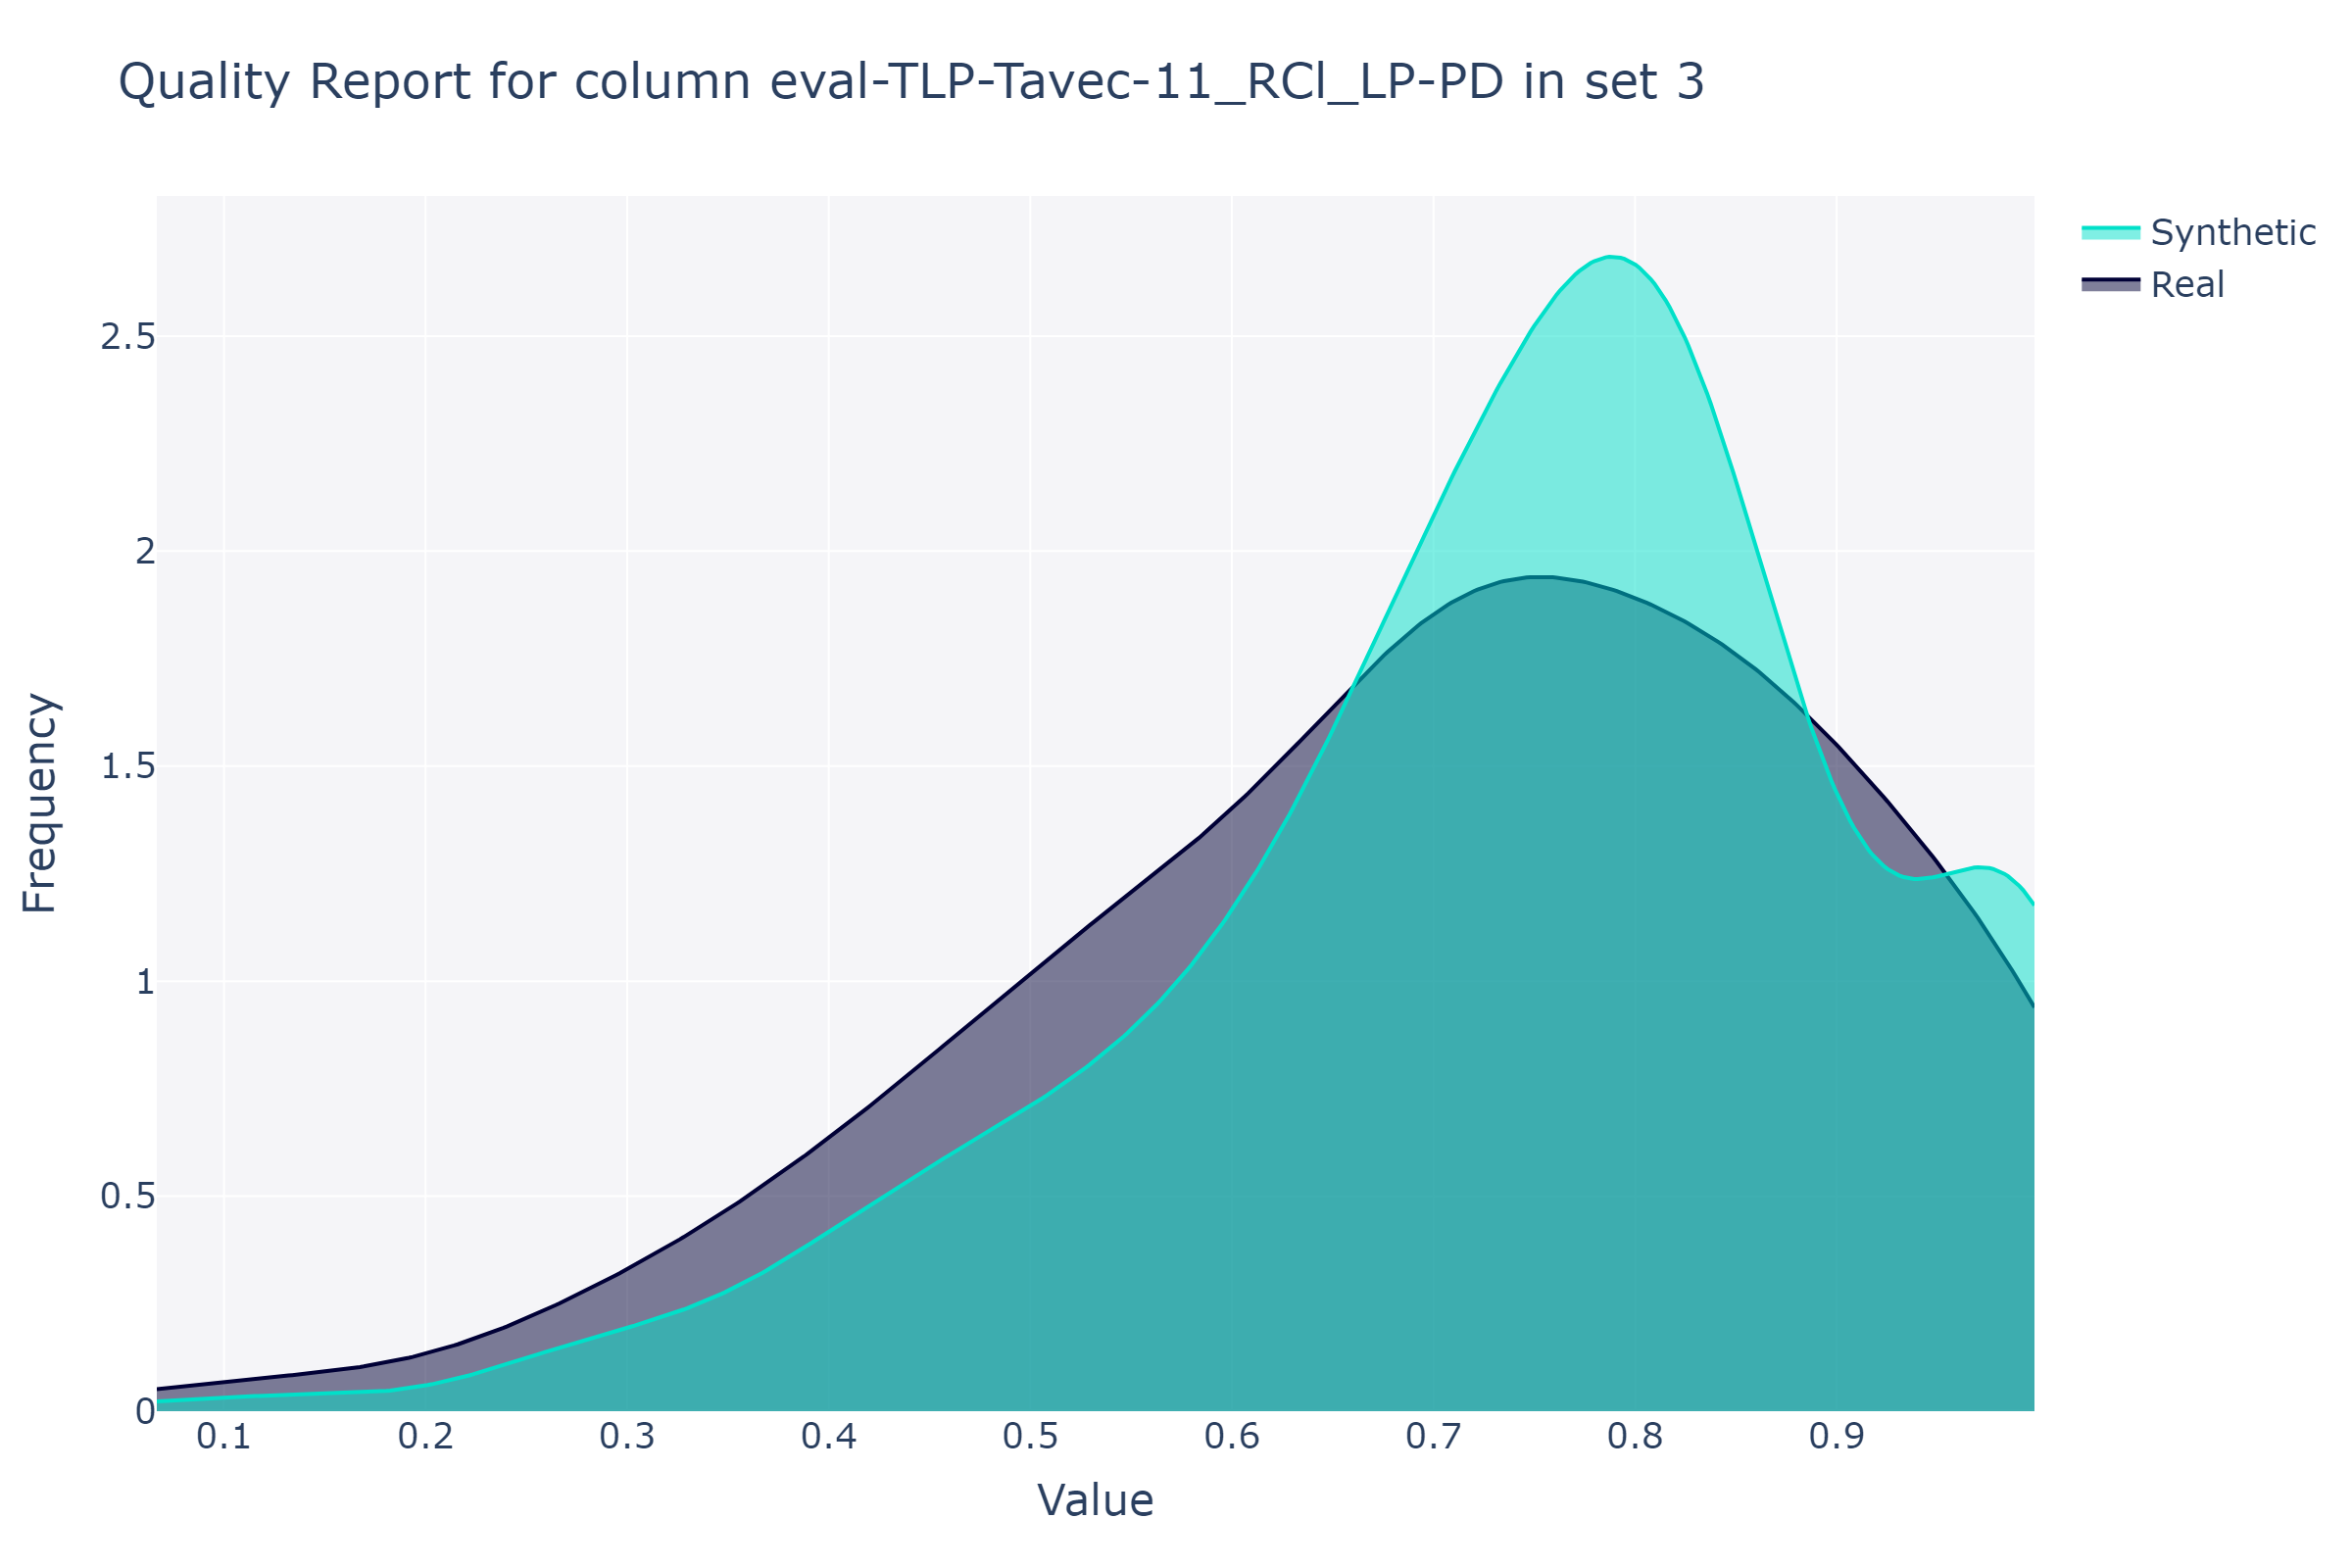 Quality Report for column eval-TLP-Tavec-11_RCl_LP-PD in set 3
Synthetic
Real
Frequency
2.5
2
1.5
1
0.5
0
0.1 0.2 0.3 0.4 0.5 0.6 0.7 0.8 0.9
Value